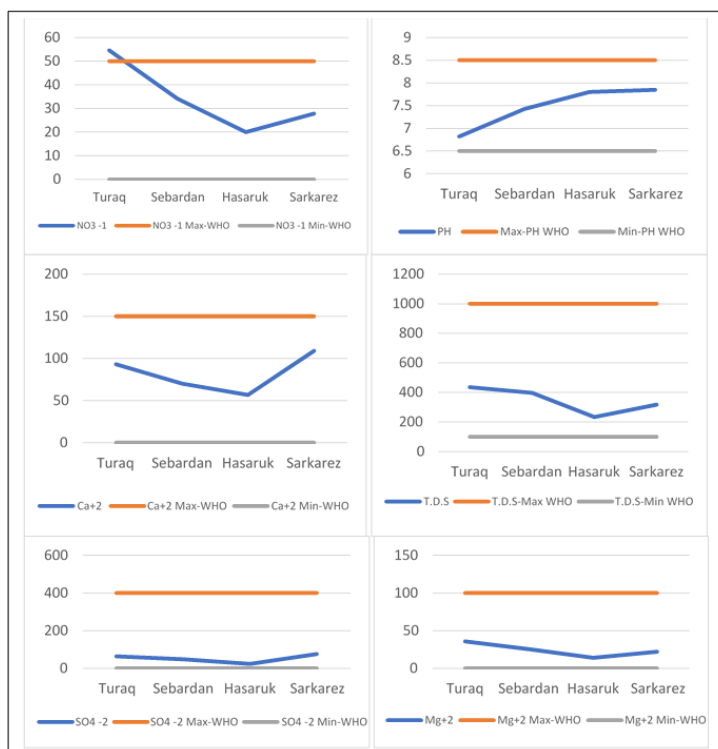 60
50
40
30
20
10
0
Turaq Sebardan Hasaruk Sarkarez
NO3 -1 NO3 -1 Max-WHO NO3 -1 Min-WHO
9
8.5
8
7.5
7
6.5
6
Turaq Sebardan Hasaruk Sarkarez
PH Max-PH WHO Min-PH WHO
200
150
100
50
0
Turaq Sebardan Hasaruk Sarkarez
Ca+2 Ca+2 Max-WHO Ca+2 Min-WHO
1200
1000
800
600
400
200
0
Turaq Sebardan Hasaruk Sarkarez
T.D.S T.D.S-Max WHO T.D.S-Min WHO
600
400
200
0
Turaq Sebardan Hasaruk Sarkarez
SO4 -2 SO4 -2 Max-WHO SO4 -2 Min-WHO
150
100
50
0
Turaq Sebardan Hasaruk Sarkarez
Mg+2 Mg+2 Max-WHO Mg+2 Min-WHO